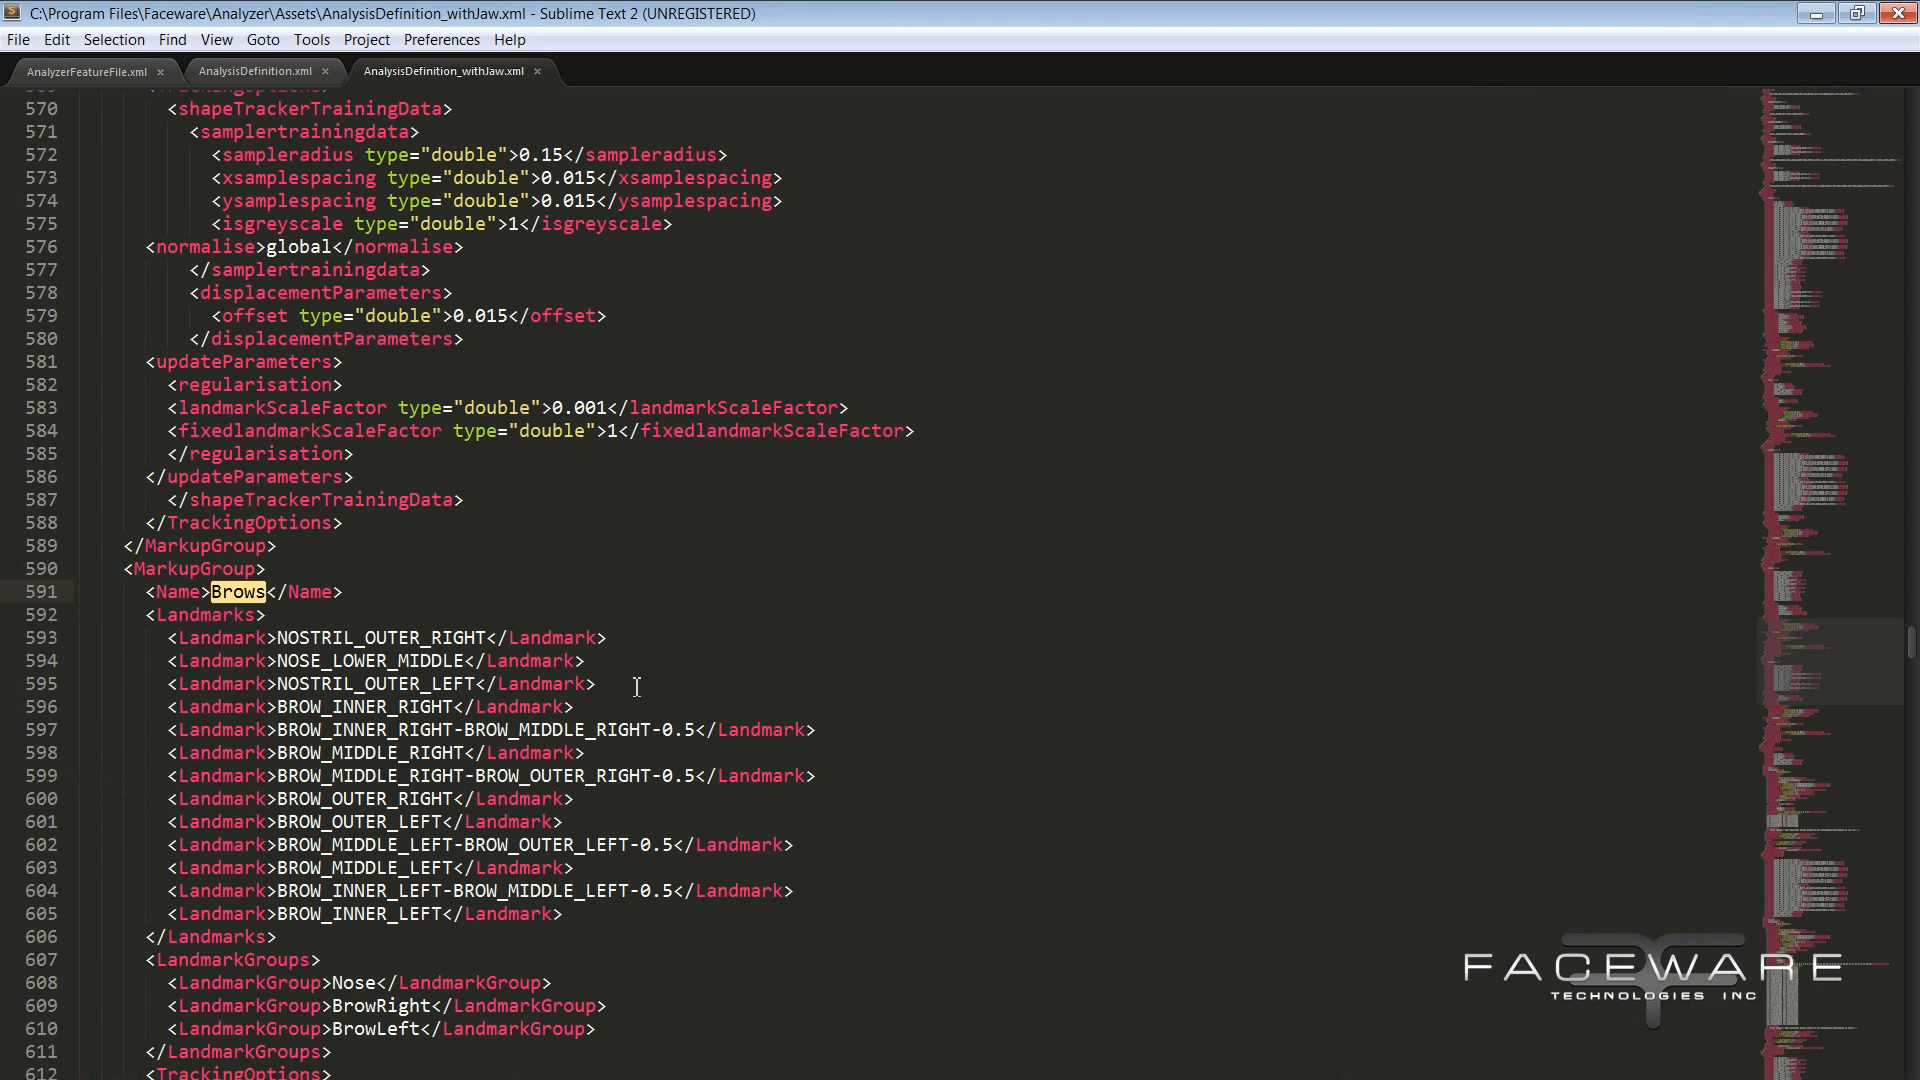 C:\Program Files\Faceware\Analyzer\Assets\AnalysisDefinition_withJaw.xml - Sublime Text 2 (UNREGISTERED)
File Edit Selection Find View Goto Tools Project Preferences Help
AnalyzerFeatureFile.xml × AnalysisDefinition.xml × AnalysisDefinition_withJaw.xml ×
570 <shapeTrackerTrainingData>
571 <samplertrainingdata>
572 <sampleradius type="double">0.15</sampleradius>
573 <xsamplespacing type="double">0.015</xsamplespacing>
574 <ysamplespacing type="double">0.015</ysamplespacing>
575 <isgreyscale type="double">1</isgreyscale>
576 <normalise>global</normalise>
577 </samplertrainingdata>
578 <displacementParameters>
579 <offset type="double">0.015</offset>
580 </displacementParameters>
581 <updateParameters>
582 <regularisation>
583 <landmarkScaleFactor type="double">0.001</landmarkScaleFactor>
584 <fixedlandmarkScaleFactor type="double">1</fixedlandmarkScaleFactor>
585 </regularisation>
586 </updateParameters>
587 </shapeTrackerTrainingData>
588 </TrackingOptions>
589 </MarkupGroup>
590 <MarkupGroup>
591 <Name>Brows</Name>
592 <Landmarks>
593 <Landmark>NOSTRIL_OUTER_RIGHT</Landmark>
594 <Landmark>NOSE_LOWER_MIDDLE</Landmark>
595 <Landmark>NOSTRIL_OUTER_LEFT</Landmark>
596 <Landmark>BROW_INNER_RIGHT</Landmark>
597 <Landmark>BROW_INNER_RIGHT-BROW_MIDDLE_RIGHT-0.5</Landmark>
598 <Landmark>BROW_MIDDLE_RIGHT</Landmark>
599 <Landmark>BROW_MIDDLE_RIGHT-BROW_OUTER_RIGHT-0.5</Landmark>
600 <Landmark>BROW_OUTER_RIGHT</Landmark>
601 <Landmark>BROW_OUTER_LEFT</Landmark>
602 <Landmark>BROW_MIDDLE_LEFT-BROW_OUTER_LEFT-0.5</Landmark>
603 <Landmark>BROW_MIDDLE_LEFT</Landmark>
604 <Landmark>BROW_INNER_LEFT-BROW_MIDDLE_LEFT-0.5</Landmark>
605 <Landmark>BROW_INNER_LEFT</Landmark>
606 </Landmarks>
607 <LandmarkGroups>
608 <LandmarkGroup>Nose</LandmarkGroup>
609 <LandmarkGroup>BrowRight</LandmarkGroup>
610 <LandmarkGroup>BrowLeft</LandmarkGroup>
611 </LandmarkGroups>
612 <TrackingOptions>
FACEWARE
TECHNOLOGIES INC